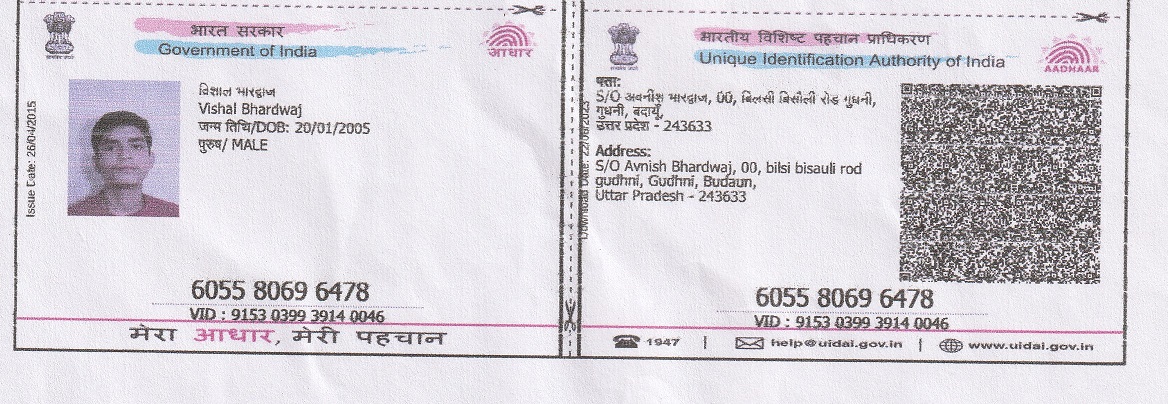 भारत सरकार
Government of India
आधार
Issue Date: 26/04/2015
विशाल भारद्वाज
Vishal Bhardwaj
जन्म तिथि/DOB: 20/01/2005
पुरुष/ MALE
6055 8069 6478
VID : 9153 0399 3914 0046
मेरा आधार, मेरी पहचान
भारतीय विशिष्ट पहचान प्राधिकरण
Unique Identification Authority of India
AADHAAR
Download Date:
पता:
S/O अवनीश भारद्वाज, 00, बिलसी बिसौली रोड गुधनी,
गुधनी, बदायूँ,
उत्तर प्रदेश - 243633
Address:
S/O Avnish Bhardwaj, 00, bilsi bisauli rod
gudhni, Gudhni, Budaun,
Uttar Pradesh - 243633
6055 8069 6478
VID : 9153 0399 3914 0046
1947 | help@uidai.gov.in | www.uidai.gov.in